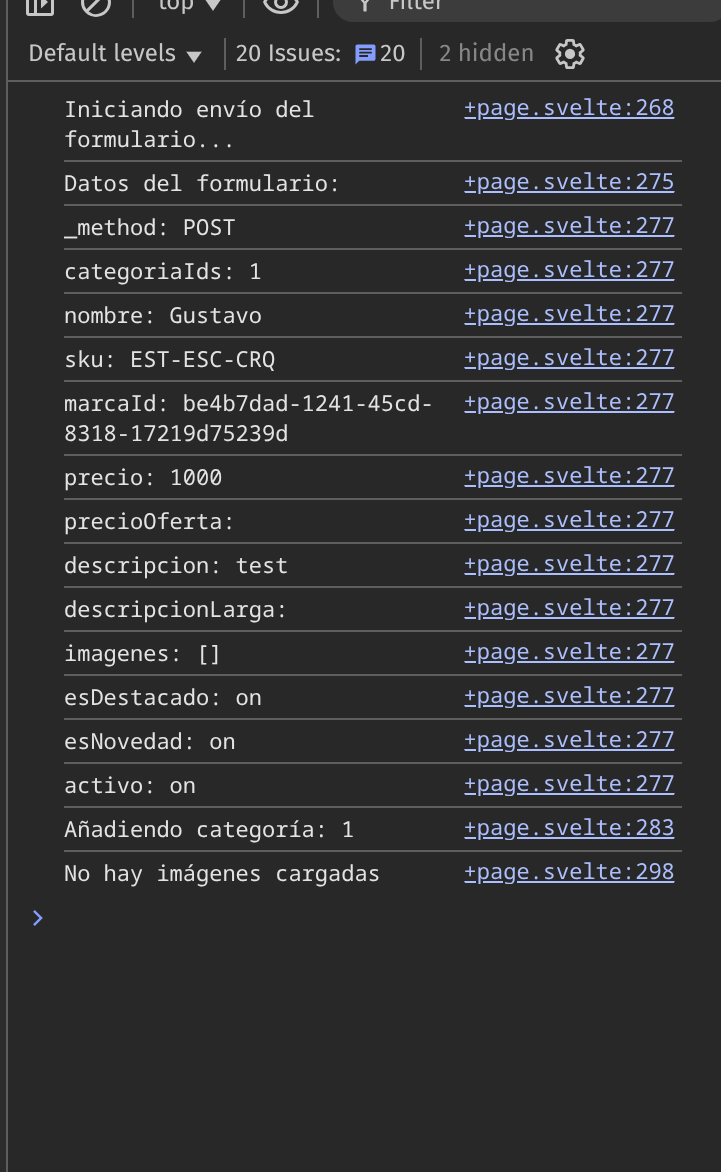 top ▼ Filter
Default levels ▼ 20 Issues: 20 2 hidden
Iniciando envío del +page.svelte:268
formulario...
Datos del formulario: +page.svelte:275
_method: POST +page.svelte:277
categoriaIds: 1 +page.svelte:277
nombre: Gustavo +page.svelte:277
sku: EST-ESC-CRQ +page.svelte:277
marcaId: be4b7dad-1241-45cd- +page.svelte:277
8318-17219d75239d
precio: 1000 +page.svelte:277
precioOferta: +page.svelte:277
descripcion: test +page.svelte:277
descripcionLarga: +page.svelte:277
imagenes: [] +page.svelte:277
esDestacado: on +page.svelte:277
esNovedad: on +page.svelte:277
activo: on +page.svelte:277
Añadiendo categoría: 1 +page.svelte:283
No hay imágenes cargadas +page.svelte:298